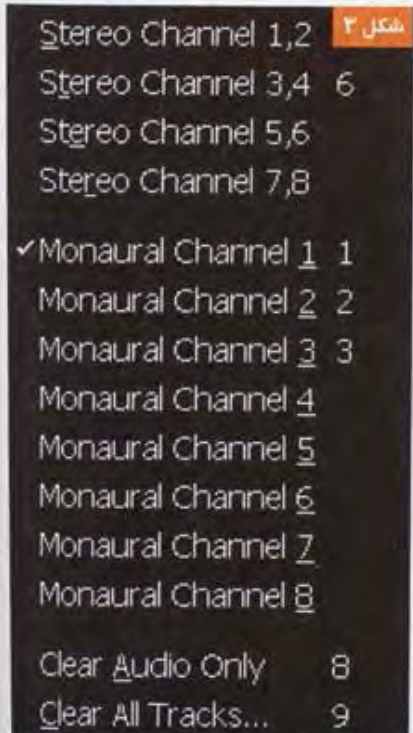 شکل ۳
Stereo Channel 1,2
Stereo Channel 3,4 6
Stereo Channel 5,6
Stereo Channel 7,8
✓Monaural Channel 1 1
Monaural Channel 2 2
Monaural Channel 3 3
Monaural Channel 4
Monaural Channel 5
Monaural Channel 6
Monaural Channel 7
Monaural Channel 8
Clear Audio Only 8
Clear All Tracks... 9